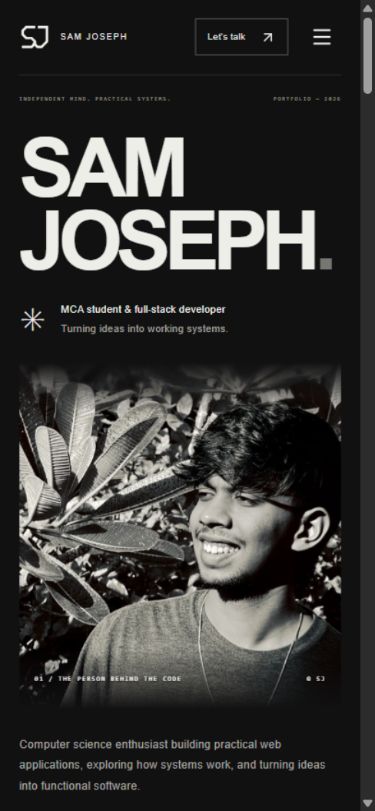 SJ SAM JOSEPH
Let's talk
INDEPENDENT MIND. PRACTICAL SYSTEMS.
PORTFOLIO — 2026
SAM
JOSEPH.
MCA student & full-stack developer
Turning ideas into working systems.
01 / THE PERSON BEHIND THE CODE
© SJ
Computer science enthusiast building practical web
applications, exploring how systems work, and turning ideas
into functional software.